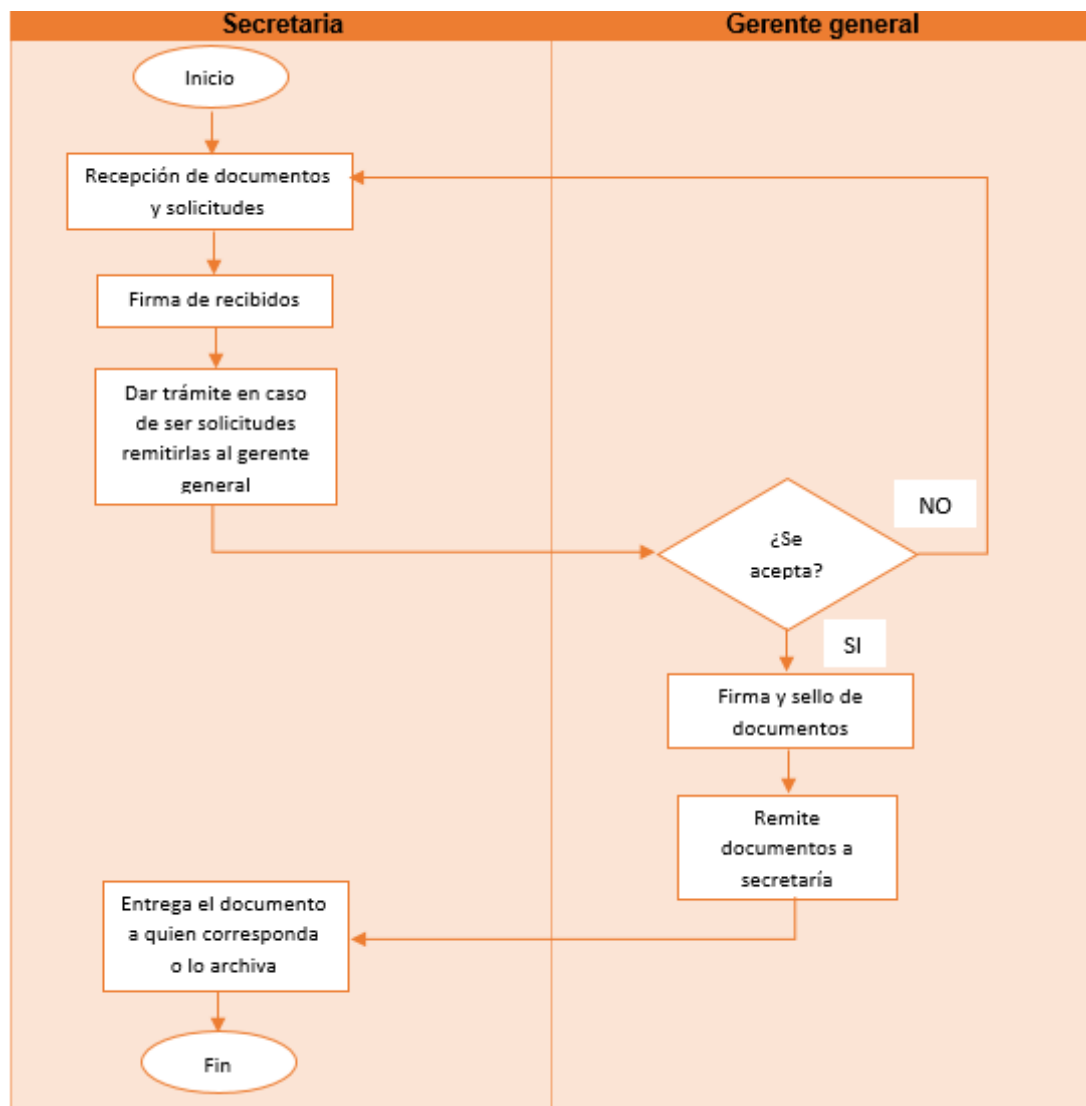 Secretaria
Gerente general
Inicio
Recepción de documentos
y solicitudes
Firma de recibidos
Dar trámite en caso
de ser solicitudes
remitirlas al gerente
general
¿Se
acepta?
NO
SI
Firma y sello de
documentos
Remite
documentos a
secretaría
Entrega el documento
a quien corresponda
o lo archiva
Fin